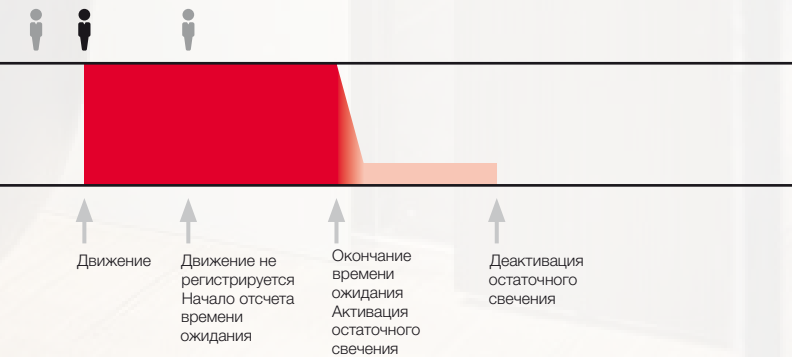 Движение
Движение не
регистрируется
Начало отсчета
времени
ожидания
Окончание
времени
ожидания
Активация
остаточного
свечения
Деактивация
остаточного
свечения